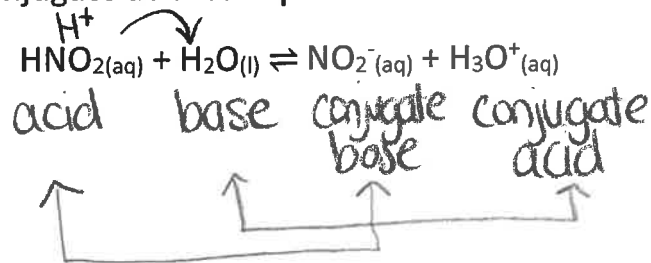 H⁺
HNO₂(aq) + H₂O(l) ⇌ NO₂⁻(aq) + H₃O⁺(aq)
acid base conjugate base conjugate acid